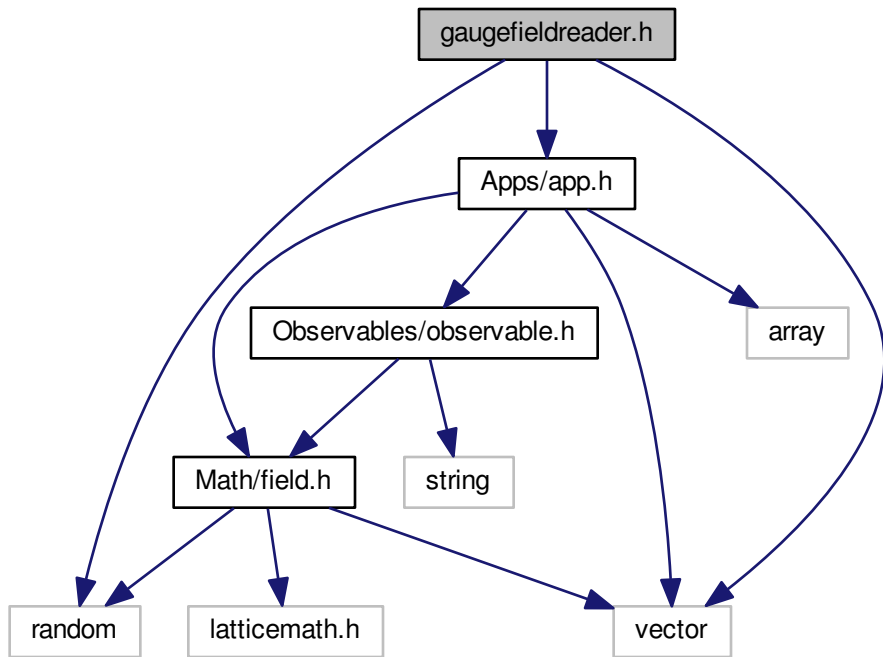 gaugefieldreader.h
Apps/app.h
Observables/observable.h
array
Math/field.h
string
random
latticemath.h
vector